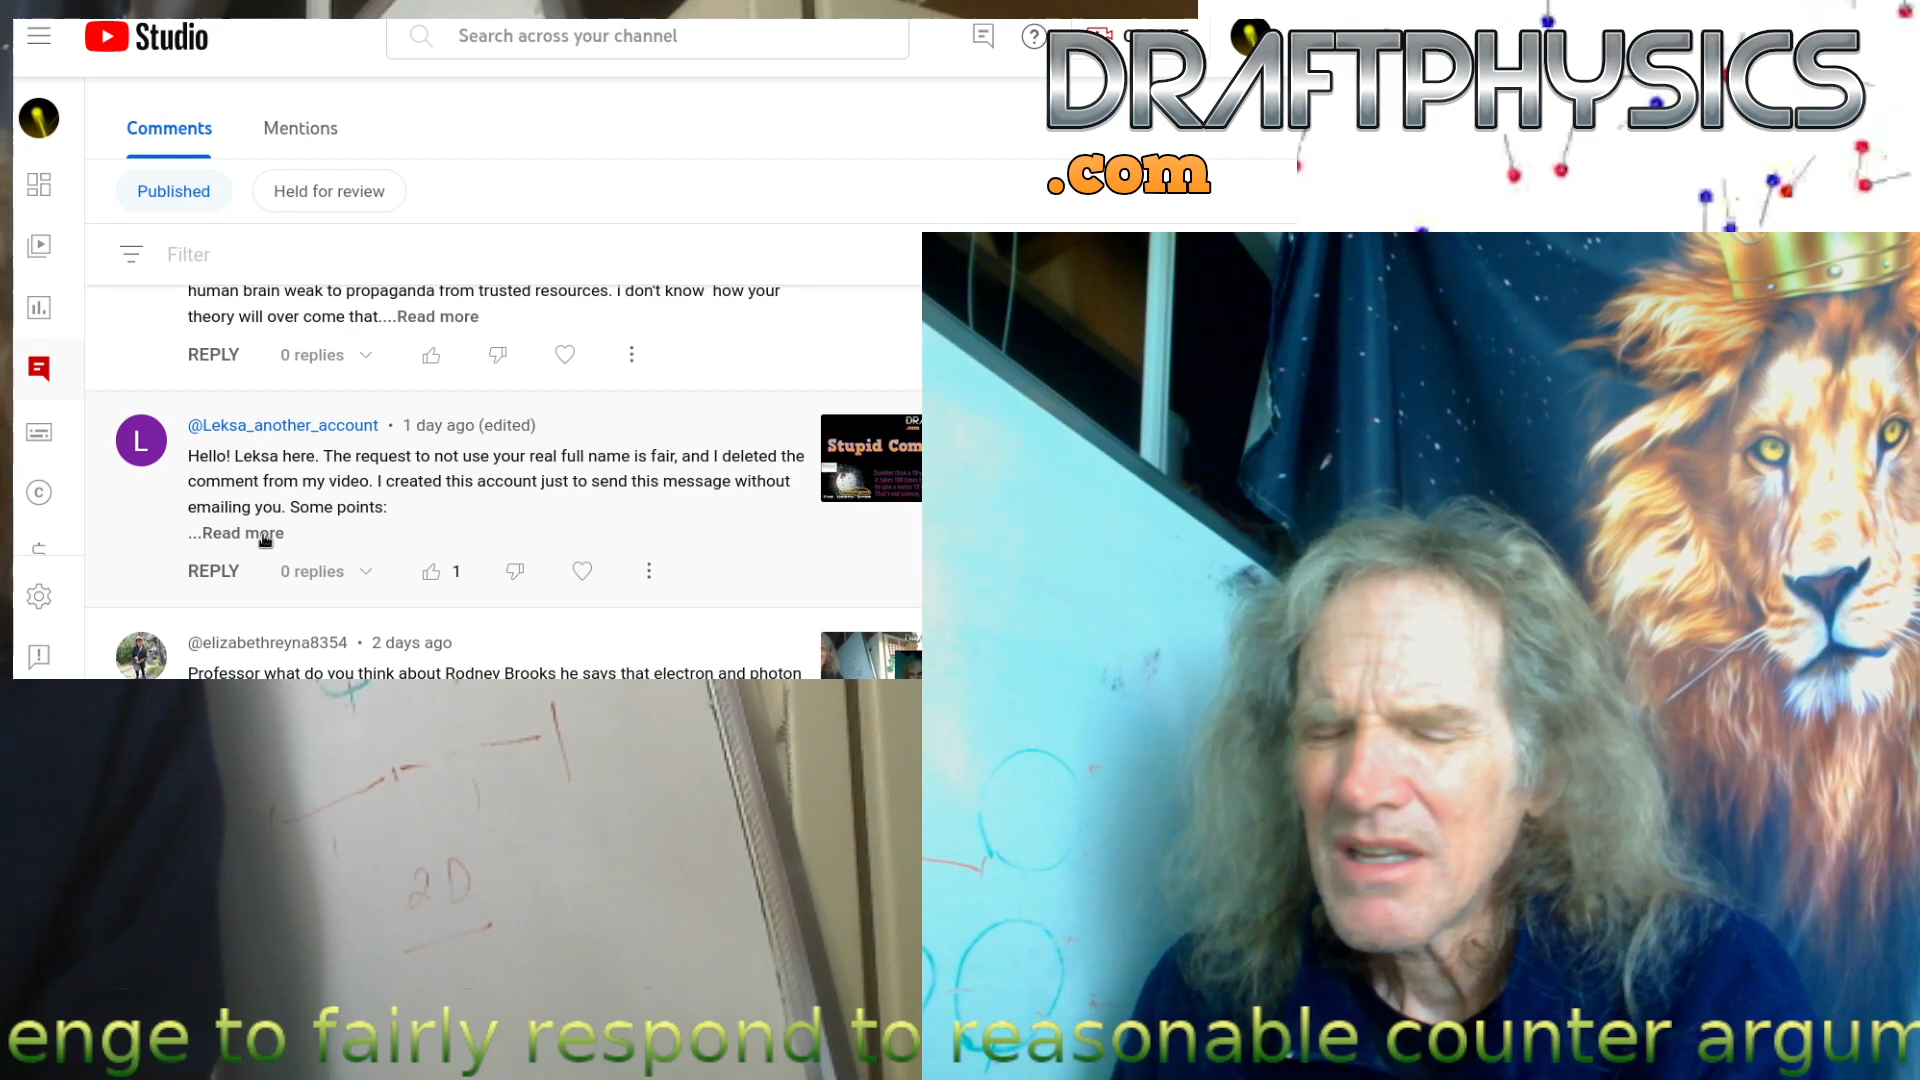 Studio
Search across your channel
DRAFTPHYSICS
.com
Comments
Mentions
Published
Held for review
Filter
human brain weak to propaganda from trusted resources. i don't know how your
theory will over come that....Read more
REPLY
0 replies
L
@Leksa_another_account • 1 day ago (edited)
Hello! Leksa here. The request to not use your real full name is fair, and I deleted the
comment from my video. I created this account just to send this message without
emailing you. Some points:
...Read more
REPLY
0 replies
1
Stupid Com
@elizabethreyna8354 • 2 days ago
Professor what do you think about Rodney Brooks he says that electron and photon
2D
enge to fairly respond to reasonable counter argum